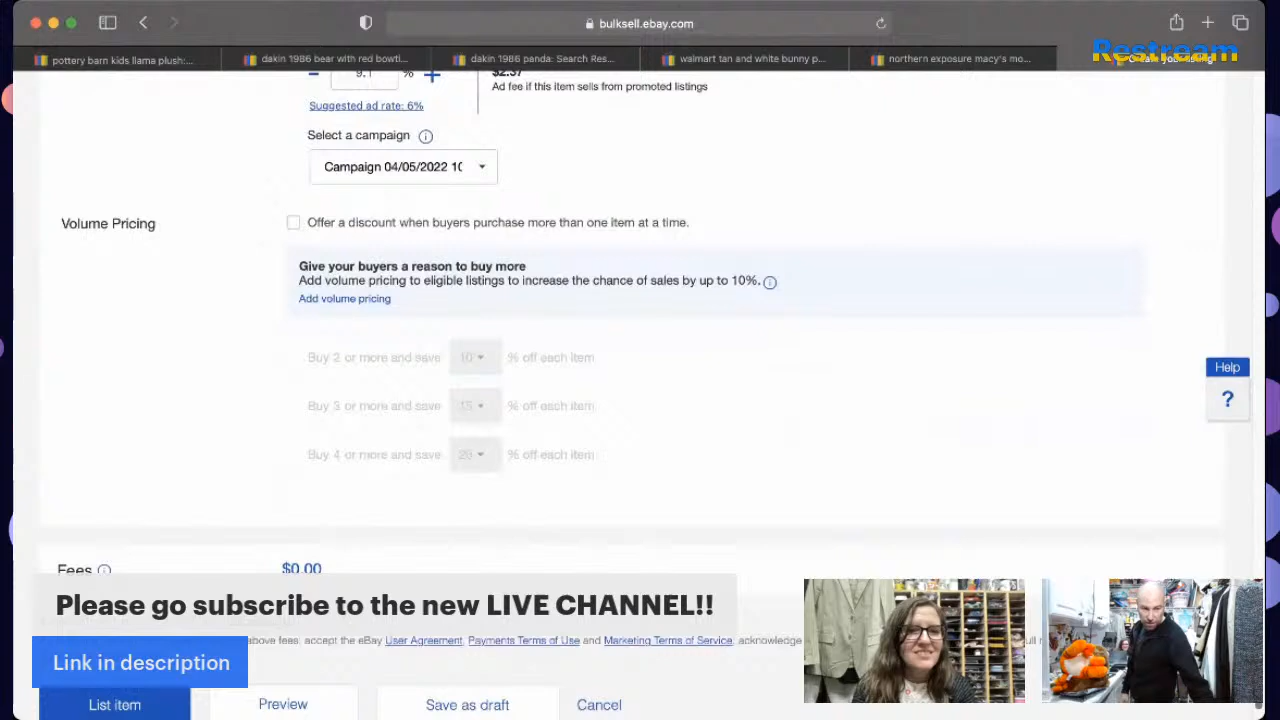 bulksell.ebay.com
pottery barn kids llama plush:...
dakin 1986 bear with red bowti...
dakin 1986 panda: Search Res...
walmart tan and white bunny p...
northern exposure macy's mo...
Restream
9.1 %
$2.37
Ad fee if this item sells from promoted listings
Suggested ad rate: 6%
Select a campaign
Campaign 04/05/2022 10
Volume Pricing
Offer a discount when buyers purchase more than one item at a time.
Give your buyers a reason to buy more
Add volume pricing to eligible listings to increase the chance of sales by up to 10%.
Add volume pricing
Help
?
Buy 2 or more and save 10 % off each item
Buy 3 or more and save 15 % off each item
Buy 4 or more and save 20 % off each item
Fees $0.00
Please go subscribe to the new LIVE CHANNEL!!
above fees, accept the eBay User Agreement, Payments Terms of Use and Marketing Terms of Service, acknowledge
Link in description
List item
Preview
Save as draft
Cancel